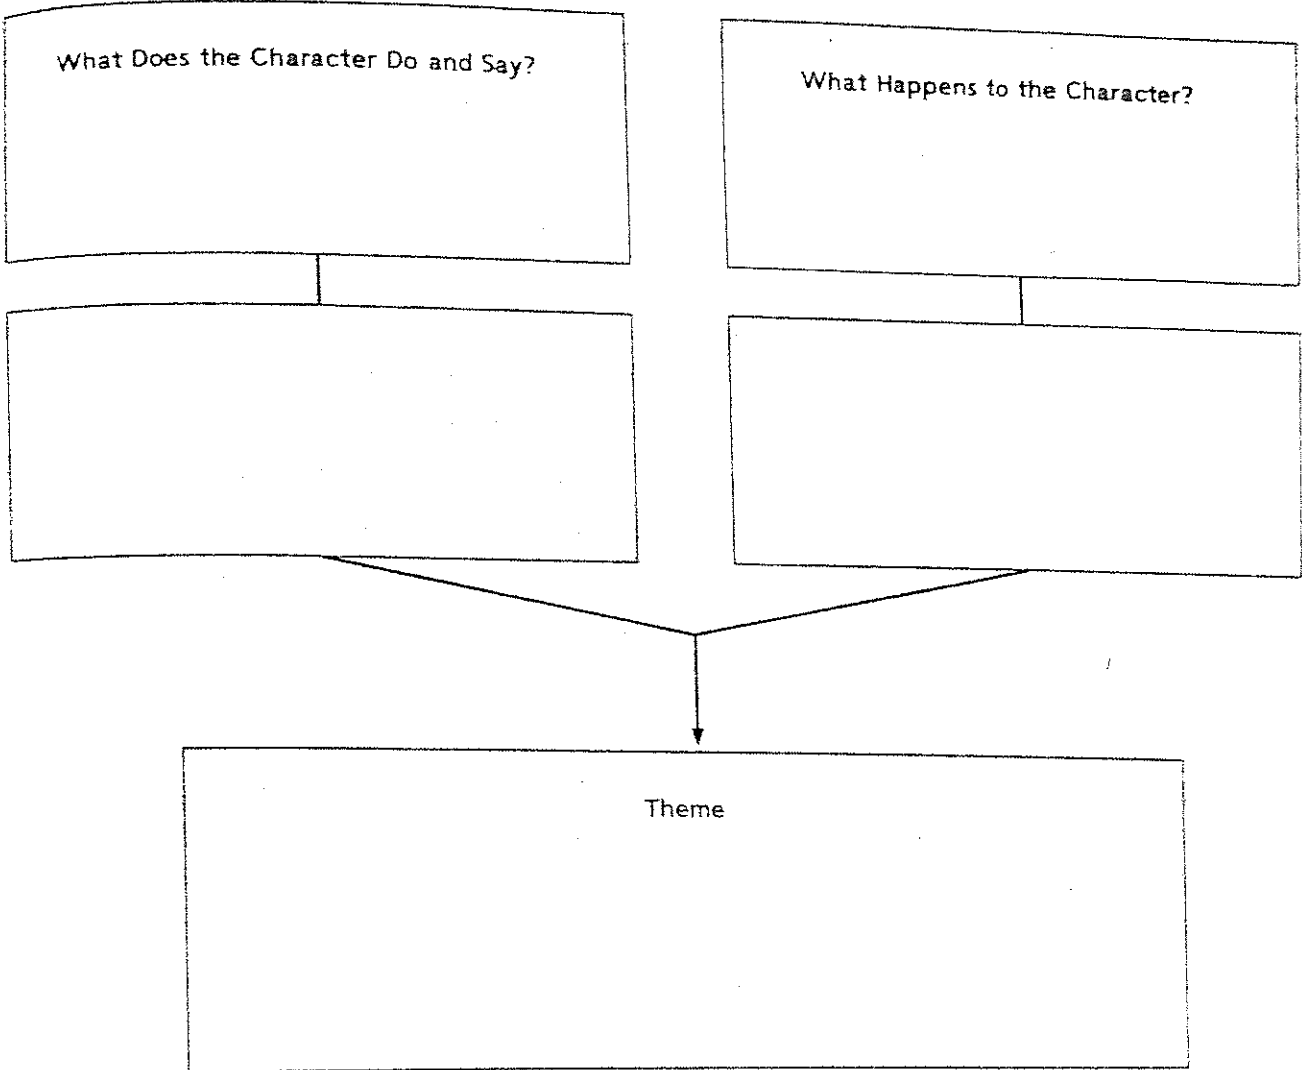 What Does the Character Do and Say?
What Happens to the Character?
Theme